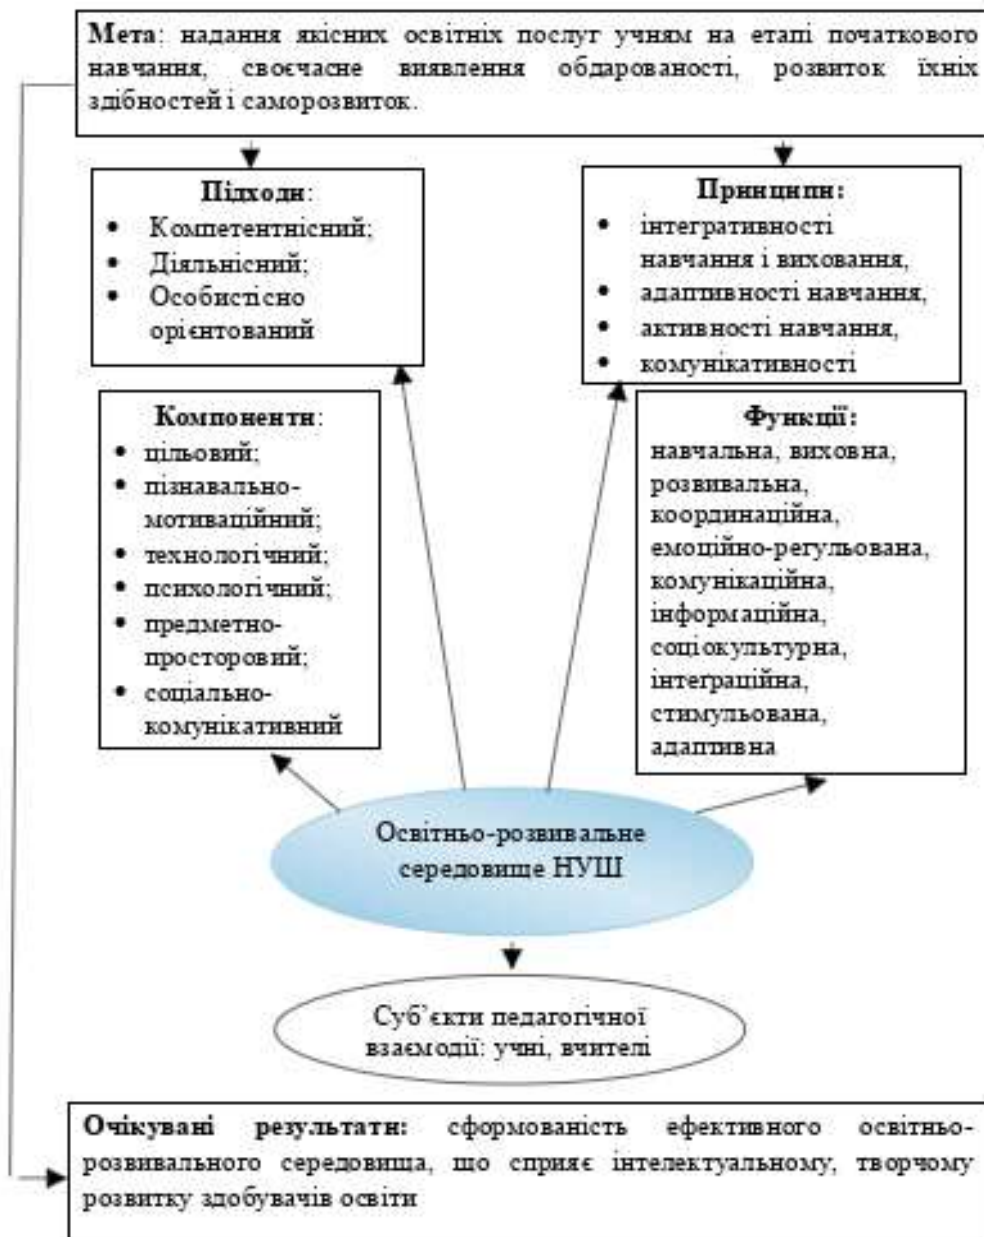 Мета: надання якісних освітніх послуг учням на етапі початкового
навчання, своєчасне виявлення обдарованості, розвиток їхніх
здібностей і саморозвиток.
Підходи:
• Компетентнісний;
• Діяльнісний;
• Особистісно
орієнтований
Принципи:
• інтегративності
навчання і виховання,
• адаптивності навчання,
• активності навчання,
• комунікативності
Компоненти:
• цільовий;
• пізнавально-
мотиваційний;
• технологічний;
• психологічний;
• предметно-
просторовий;
• соціально-
комунікативний
Функції:
навчальна, виховна,
розвивальна,
координаційна,
емоційно-регульована,
комунікаційна,
інформаційна,
соціокультурна,
інтеґраційна,
стимульована,
адаптивна
Освітньо-розвивальне
середовище НУШ
Суб’єкти педагогічної
взаємодії: учні, вчителі
Очікувані результати: сформованість ефективного освітньо-
розвивального середовища, що сприяє інтелектуальному, творчому
розвитку здобувачів освіти